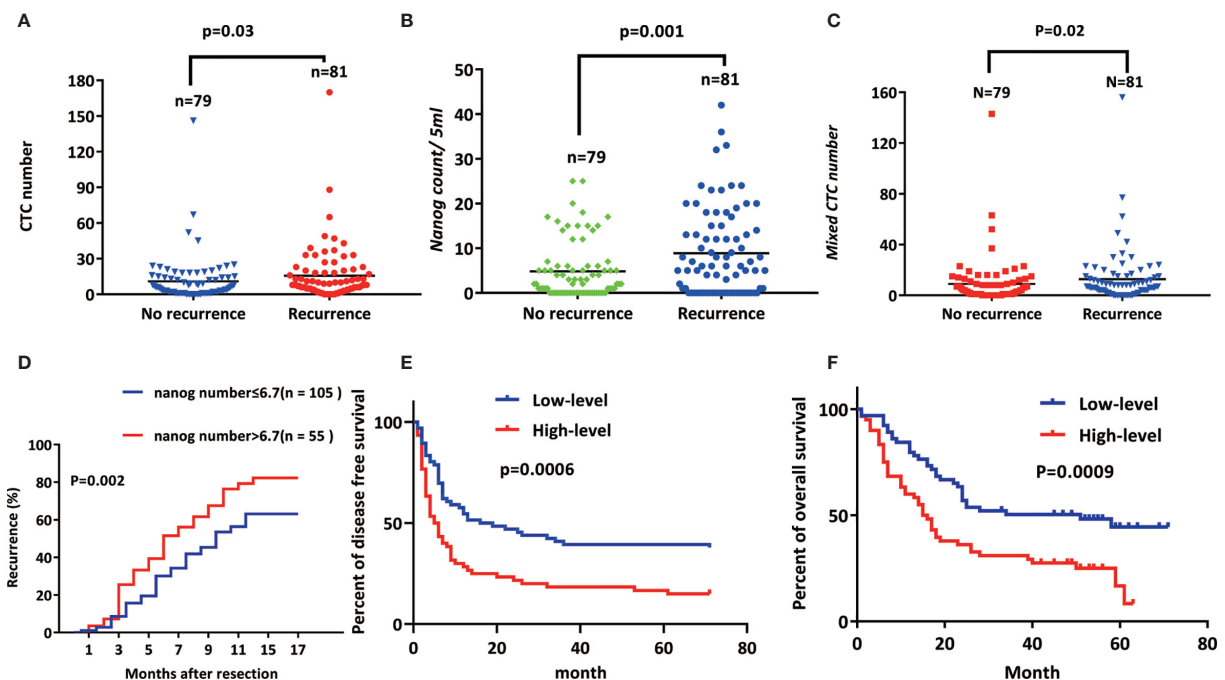 A
p=0.03
CTC number
180
150
120
90
60
30
0
n=79
n=81
No recurrence
Recurrence
B
p=0.001
Nanog count/ 5ml
50
40
30
20
10
0
n=79
n=81
No recurrence
Recurrence
C
P=0.02
Mixed CTC number
160
120
80
40
0
N=79
N=81
No recurrence
Recurrence
D
nanog number≤6.7(n = 105 )
nanog number>6.7(n = 55 )
P=0.002
Recurrence (%)
100
80
60
40
20
0
1 3 5 7 9 11 15 17
Months after resection
E
Low-level
High-level
p=0.0006
Percent of disease free survival
100
50
0
0 20 40 60 80
month
F
Low-level
High-level
P=0.0009
Percent of overall survival
100
50
0
0 20 40 60 80
Month